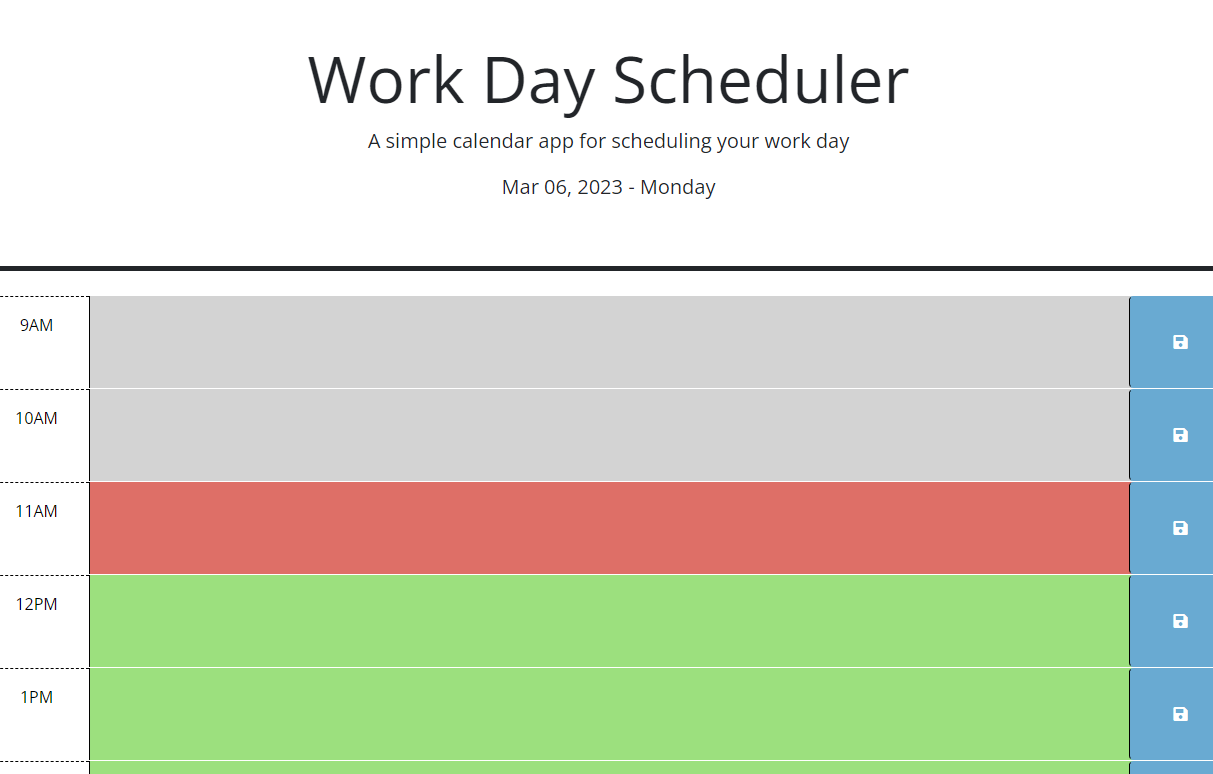 Work Day Scheduler
A simple calendar app for scheduling your work day
Mar 06, 2023 - Monday
9AM
10AM
11AM
12PM
1PM